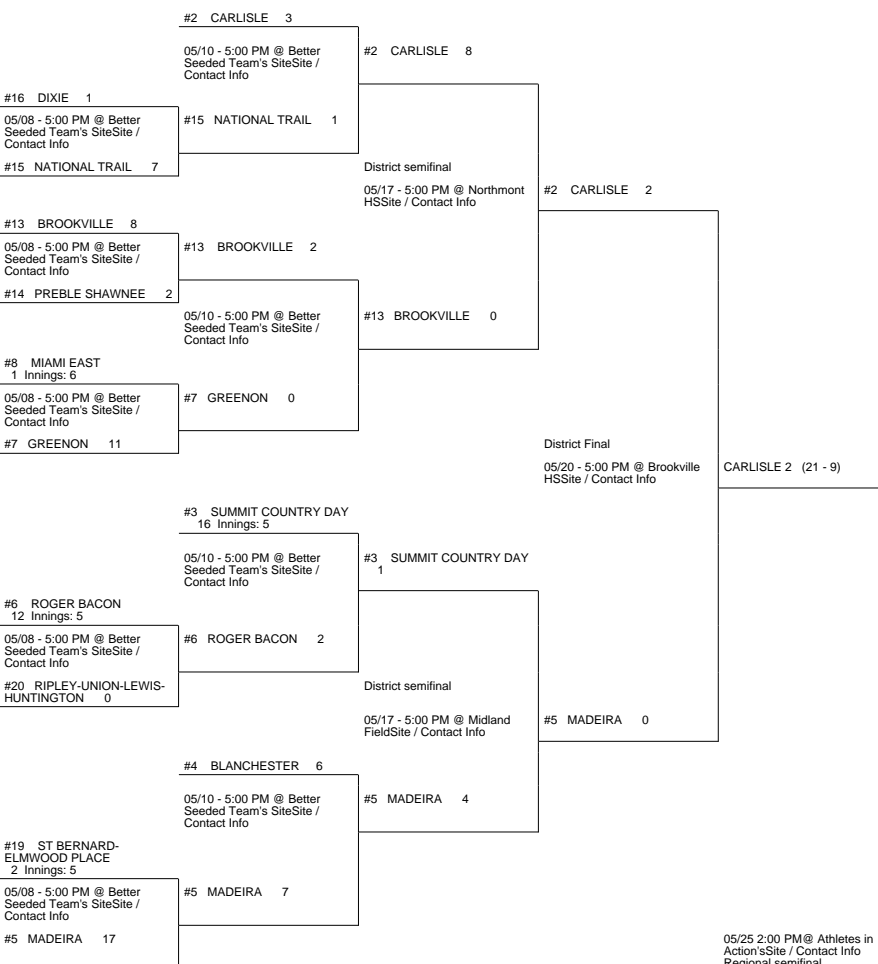 #2 CARLISLE 3
05/10 - 5:00 PM @ Better
Seeded Team's SiteSite /
Contact Info
#2 CARLISLE 8
#16 DIXIE 1
05/08 - 5:00 PM @ Better
Seeded Team's SiteSite /
Contact Info
#15 NATIONAL TRAIL 1
#15 NATIONAL TRAIL 7
District semifinal
05/17 - 5:00 PM @ Northmont
HSSite / Contact Info
#2 CARLISLE 2
#13 BROOKVILLE 8
05/08 - 5:00 PM @ Better
Seeded Team's SiteSite /
Contact Info
#13 BROOKVILLE 2
#14 PREBLE SHAWNEE 2
05/10 - 5:00 PM @ Better
Seeded Team's SiteSite /
Contact Info
#13 BROOKVILLE 0
#8 MIAMI EAST
1 Innings: 6
05/08 - 5:00 PM @ Better
Seeded Team's SiteSite /
Contact Info
#7 GREENON 0
#7 GREENON 11
District Final
05/20 - 5:00 PM @ Brookville
HSSite / Contact Info
CARLISLE 2 (21 - 9)
#3 SUMMIT COUNTRY DAY
16 Innings: 5
05/10 - 5:00 PM @ Better
Seeded Team's SiteSite /
Contact Info
#3 SUMMIT COUNTRY DAY
1
#6 ROGER BACON
12 Innings: 5
05/08 - 5:00 PM @ Better
Seeded Team's SiteSite /
Contact Info
#6 ROGER BACON 2
#20 RIPLEY-UNION-LEWIS-
HUNTINGTON 0
District semifinal
05/17 - 5:00 PM @ Midland
FieldSite / Contact Info
#5 MADEIRA 0
#4 BLANCHESTER 6
05/10 - 5:00 PM @ Better
Seeded Team's SiteSite /
Contact Info
#5 MADEIRA 4
#19 ST BERNARD-
ELMWOOD PLACE
2 Innings: 5
05/08 - 5:00 PM @ Better
Seeded Team's SiteSite /
Contact Info
#5 MADEIRA 7
#5 MADEIRA 17
05/25 2:00 PM@ Athletes in
Action'sSite / Contact Info
Regional semifinal